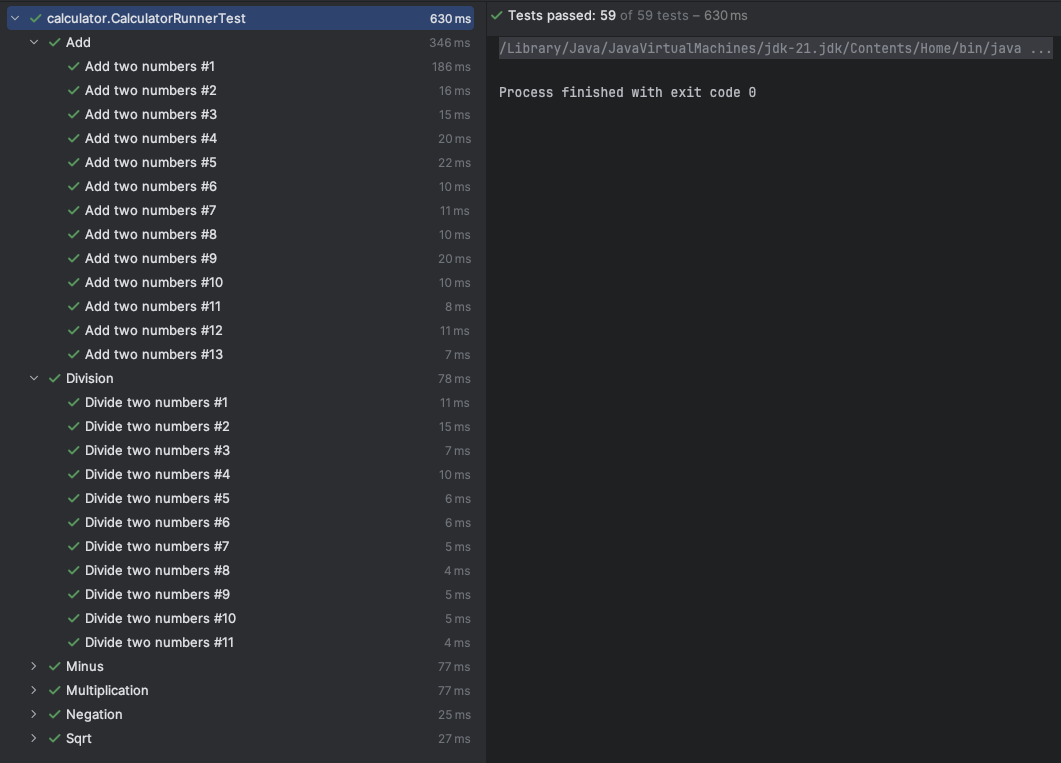 calculator.CalculatorRunnerTest 630 ms
Add 346 ms
Add two numbers #1 186 ms
Add two numbers #2 16 ms
Add two numbers #3 15 ms
Add two numbers #4 20 ms
Add two numbers #5 22 ms
Add two numbers #6 10 ms
Add two numbers #7 11 ms
Add two numbers #8 10 ms
Add two numbers #9 20 ms
Add two numbers #10 10 ms
Add two numbers #11 8 ms
Add two numbers #12 11 ms
Add two numbers #13 7 ms
Division 78 ms
Divide two numbers #1 11 ms
Divide two numbers #2 15 ms
Divide two numbers #3 7 ms
Divide two numbers #4 10 ms
Divide two numbers #5 6 ms
Divide two numbers #6 6 ms
Divide two numbers #7 5 ms
Divide two numbers #8 4 ms
Divide two numbers #9 5 ms
Divide two numbers #10 5 ms
Divide two numbers #11 4 ms
Minus 77 ms
Multiplication 77 ms
Negation 25 ms
Sqrt 27 ms
Tests passed: 59 of 59 tests – 630 ms
/Library/Java/JavaVirtualMachines/jdk-21.jdk/Contents/Home/bin/java ...
Process finished with exit code 0